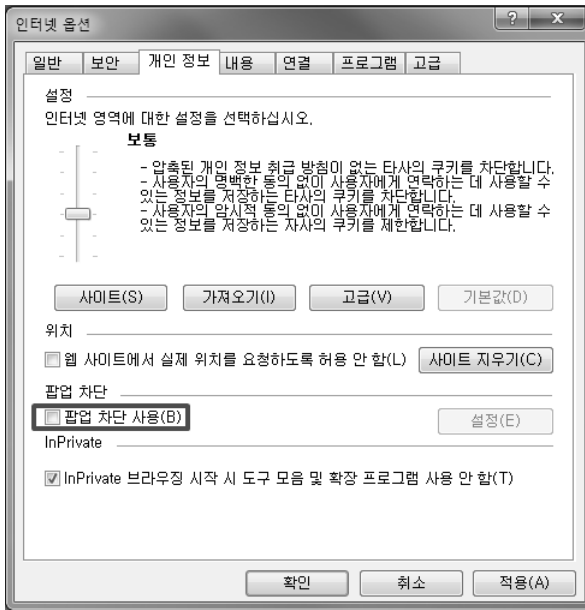 인터넷 옵션
일반 보안 개인 정보 내용 연결 프로그램 고급
설정
인터넷 영역에 대한 설정을 선택하십시오.
보통
- 압축된 개인 정보 취급 방침이 없는 타사의 쿠키를 차단합니다.
- 사용자의 명백한 동의 없이 사용자에게 연락하는 데 사용할 수
있는 정보를 저장하는 타사의 쿠키를 차단합니다.
- 사용자의 암시적 동의 없이 사용자에게 연락하는 데 사용할 수
있는 정보를 저장하는 자사의 쿠키를 제한합니다.
사이트(S) 가져오기(I) 고급(V) 기본값(D)
위치
웹 사이트에서 실제 위치를 요청하도록 허용 안 함(L) 사이트 지우기(C)
팝업 차단
팝업 차단 사용(B) 설정(E)
InPrivate
InPrivate 브라우징 시작 시 도구 모음 및 확장 프로그램 사용 안 함(T)
확인 취소 적용(A)